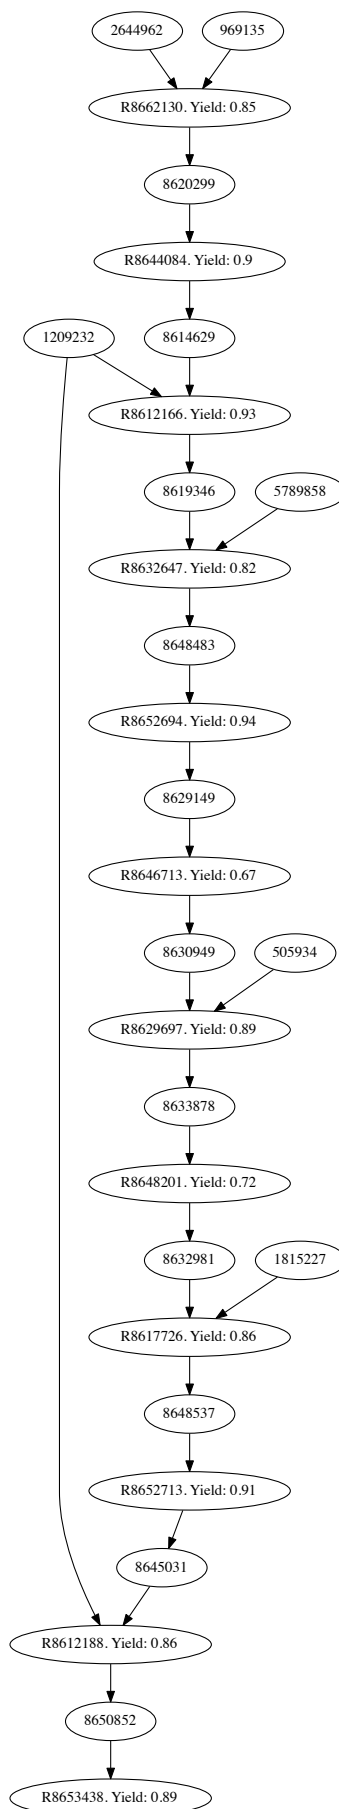 2644962
969135
R8662130. Yield: 0.85
8620299
R8644084. Yield: 0.9
1209232
8614629
R8612166. Yield: 0.93
8619346
5789858
R8632647. Yield: 0.82
8648483
R8652694. Yield: 0.94
8629149
R8646713. Yield: 0.67
8630949
505934
R8629697. Yield: 0.89
8633878
R8648201. Yield: 0.72
8632981
1815227
R8617726. Yield: 0.86
8648537
R8652713. Yield: 0.91
8645031
R8612188. Yield: 0.86
8650852
R8653438. Yield: 0.89